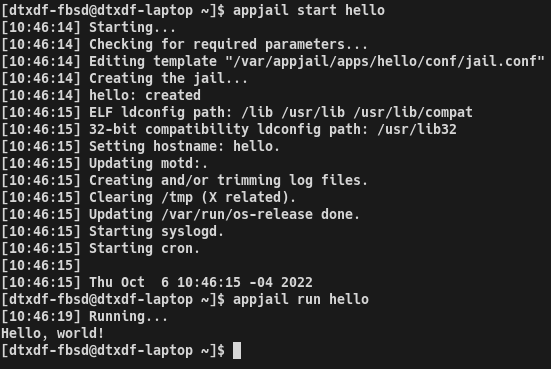 [dtxdf-fbsd@dtxdf-laptop ~]$ appjail start hello
[10:46:14] Starting...
[10:46:14] Checking for required parameters...
[10:46:14] Editing template "/var/appjail/apps/hello/conf/jail.conf"
[10:46:14] Creating the jail...
[10:46:14] hello: created
[10:46:15] ELF ldconfig path: /lib /usr/lib /usr/lib/compat
[10:46:15] 32-bit compatibility ldconfig path: /usr/lib32
[10:46:15] Setting hostname: hello.
[10:46:15] Updating motd:.
[10:46:15] Creating and/or trimming log files.
[10:46:15] Clearing /tmp (X related).
[10:46:15] Updating /var/run/os-release done.
[10:46:15] Starting syslogd.
[10:46:15] Starting cron.
[10:46:15]
[10:46:15] Thu Oct  6 10:46:15 -04 2022
[dtxdf-fbsd@dtxdf-laptop ~]$ appjail run hello
[10:46:19] Running...
Hello, world!
[dtxdf-fbsd@dtxdf-laptop ~]$